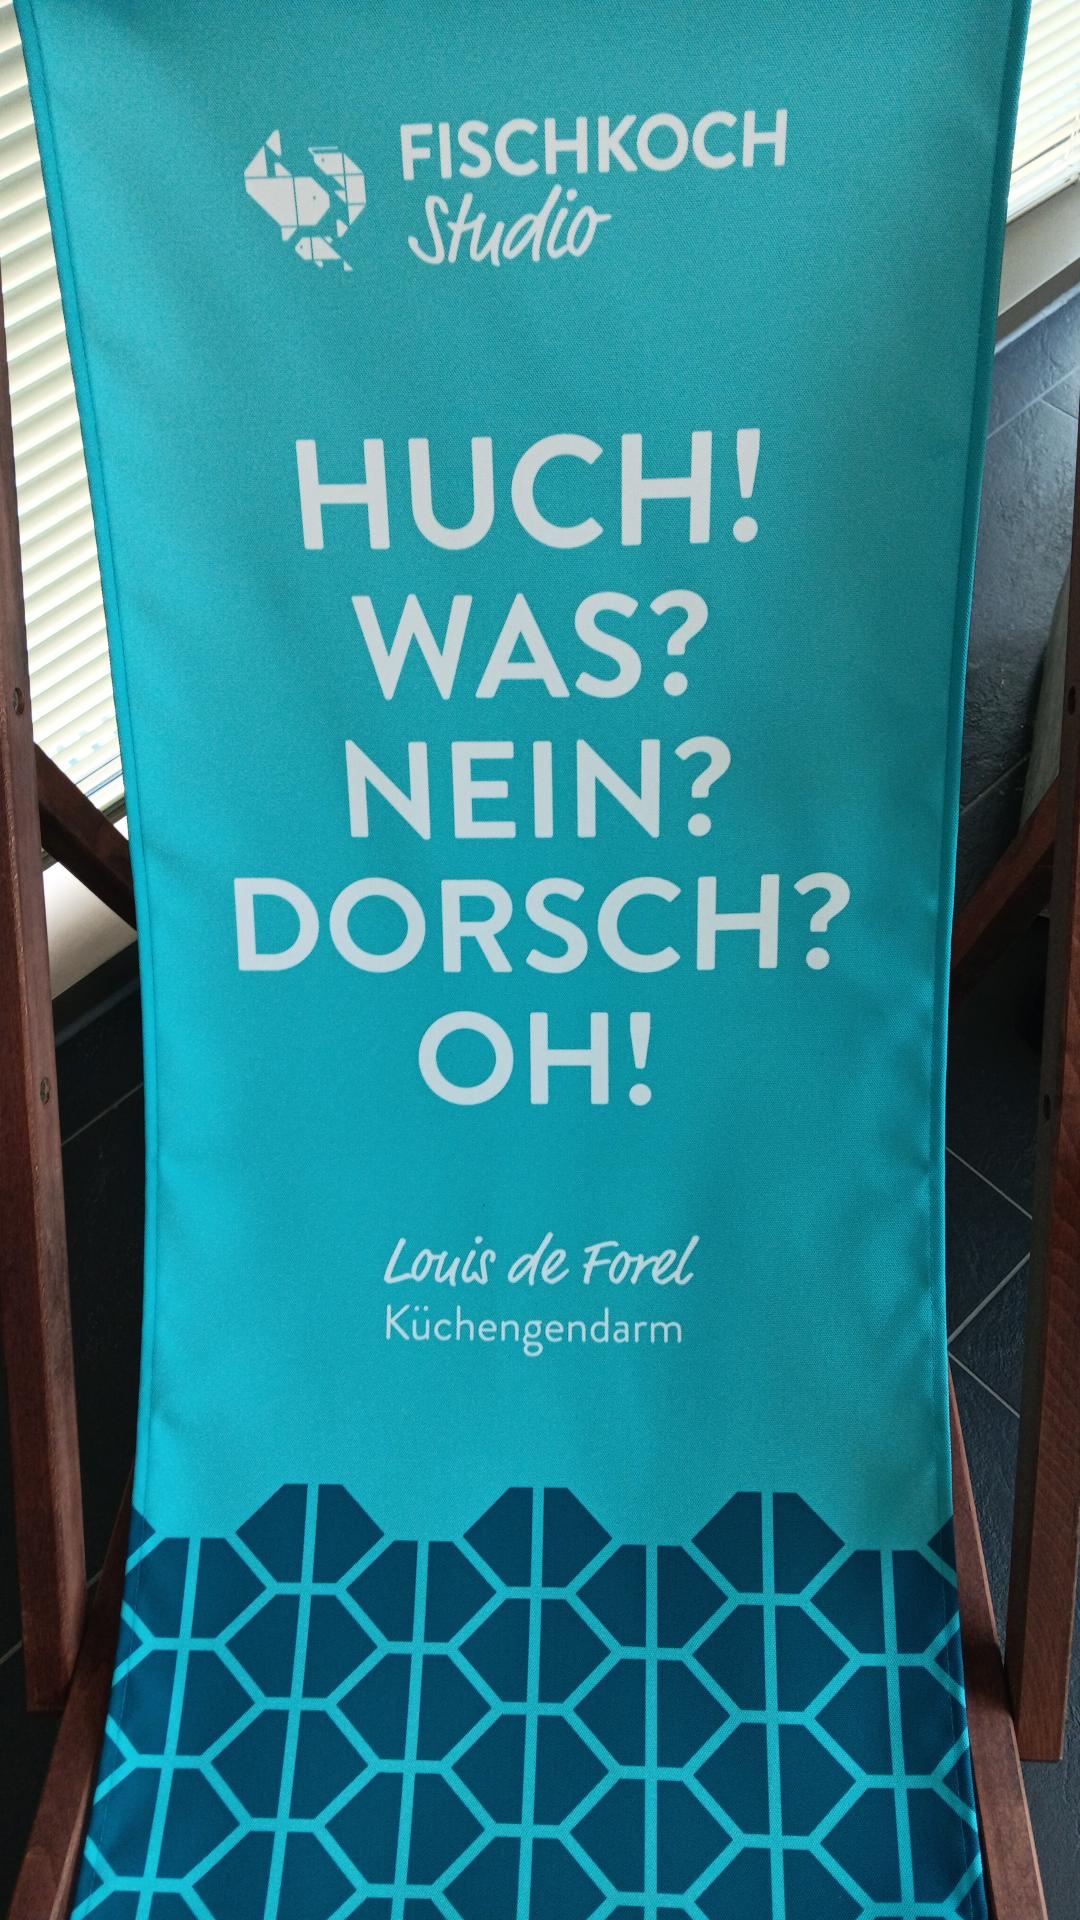 FISCHKOCH
Studio
HUCH!
WAS?
NEIN?
DORSCH?
OH!
Louis de Forel
Küchengendarm